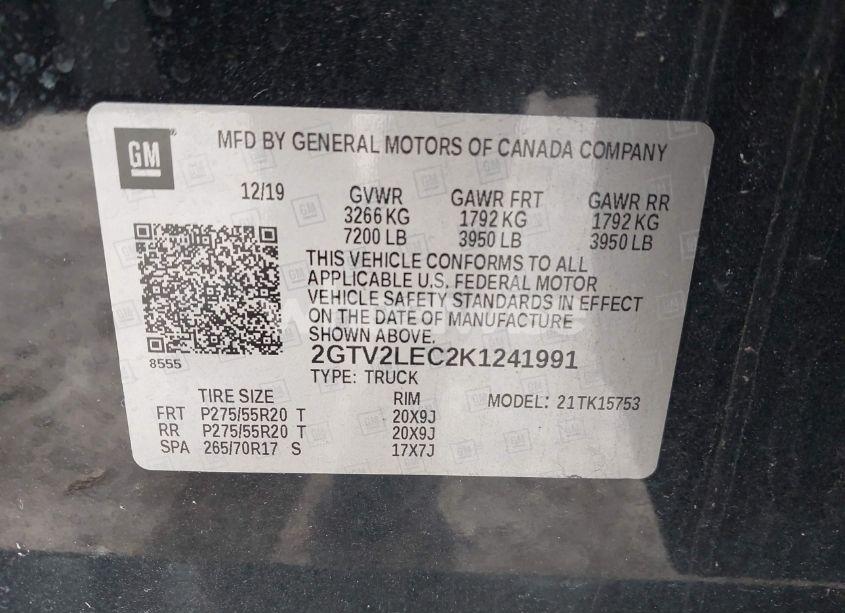 GM
MFD BY GENERAL MOTORS OF CANADA COMPANY
12/19 GVWR GAWR FRT GAWR RR
3266 KG 1792 KG 1792 KG
7200 LB 3950 LB 3950 LB
THIS VEHICLE CONFORMS TO ALL
APPLICABLE U.S. FEDERAL MOTOR
VEHICLE SAFETY STANDARDS IN EFFECT
ON THE DATE OF MANUFACTURE
SHOWN ABOVE.
8555
2GTV2LEC2K1241991
TYPE: TRUCK
TIRE SIZE RIM MODEL: 21TK15753
FRT P275/55R20 T 20X9J
RR P275/55R20 T 20X9J
SPA 265/70R17 S 17X7J